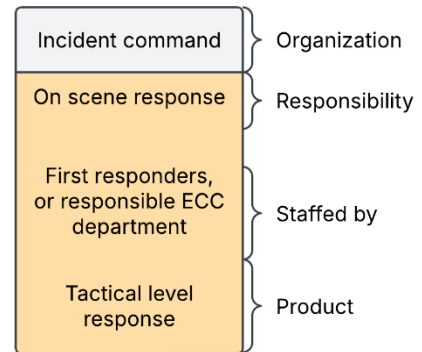 Incident command
Organization
On scene response
Responsibility
First responders,
or responsible ECC
department
Staffed by
Tactical level
response
Product